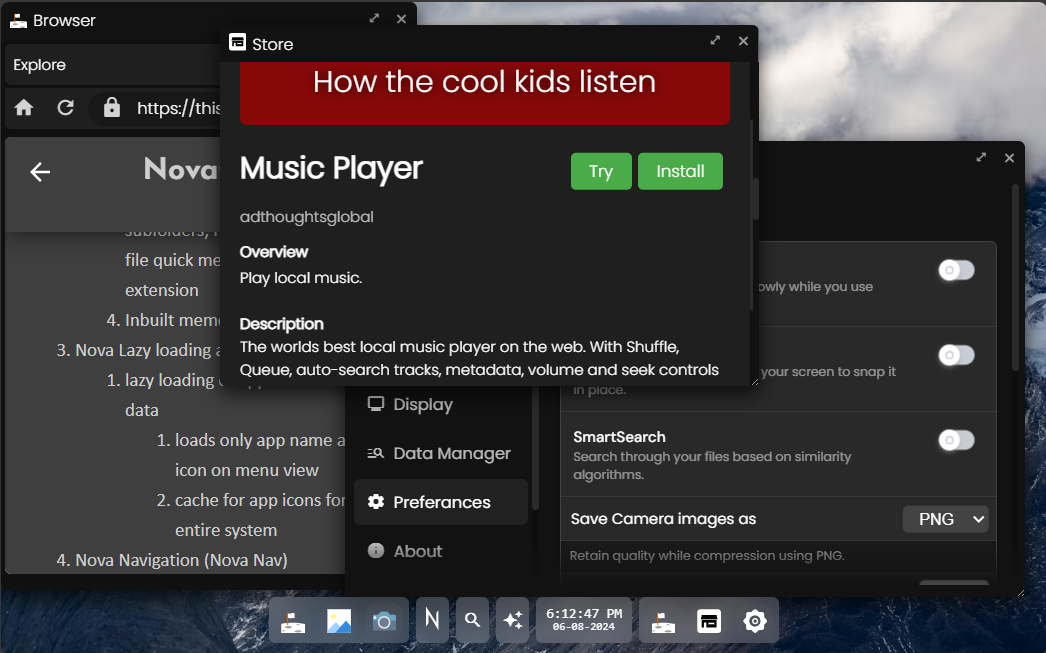 Browser
Explore
https://this
Nova
file quick me
extension
4. Inbuilt mem
3. Nova Lazy loading a
1. lazy loading
data
1. loads only app name a
icon on menu view
2. cache for app icons for
entire system
4. Nova Navigation (Nova Nav)
Store
How the cool kids listen
Music Player
Try
Install
adthoughtsglobal
Overview
Play local music.
Description
The worlds best local music player on the web. With Shuffle,
Queue, auto-search tracks, metadata, volume and seek controls
Display
Data Manager
Preferances
About
owly while you use
your screen to snap it
in place.
SmartSearch
Search through your files based on similarity
algorithms.
Save Camera images as
PNG
Retain quality while compression using PNG.
N
6:12:47 PM
06-08-2024